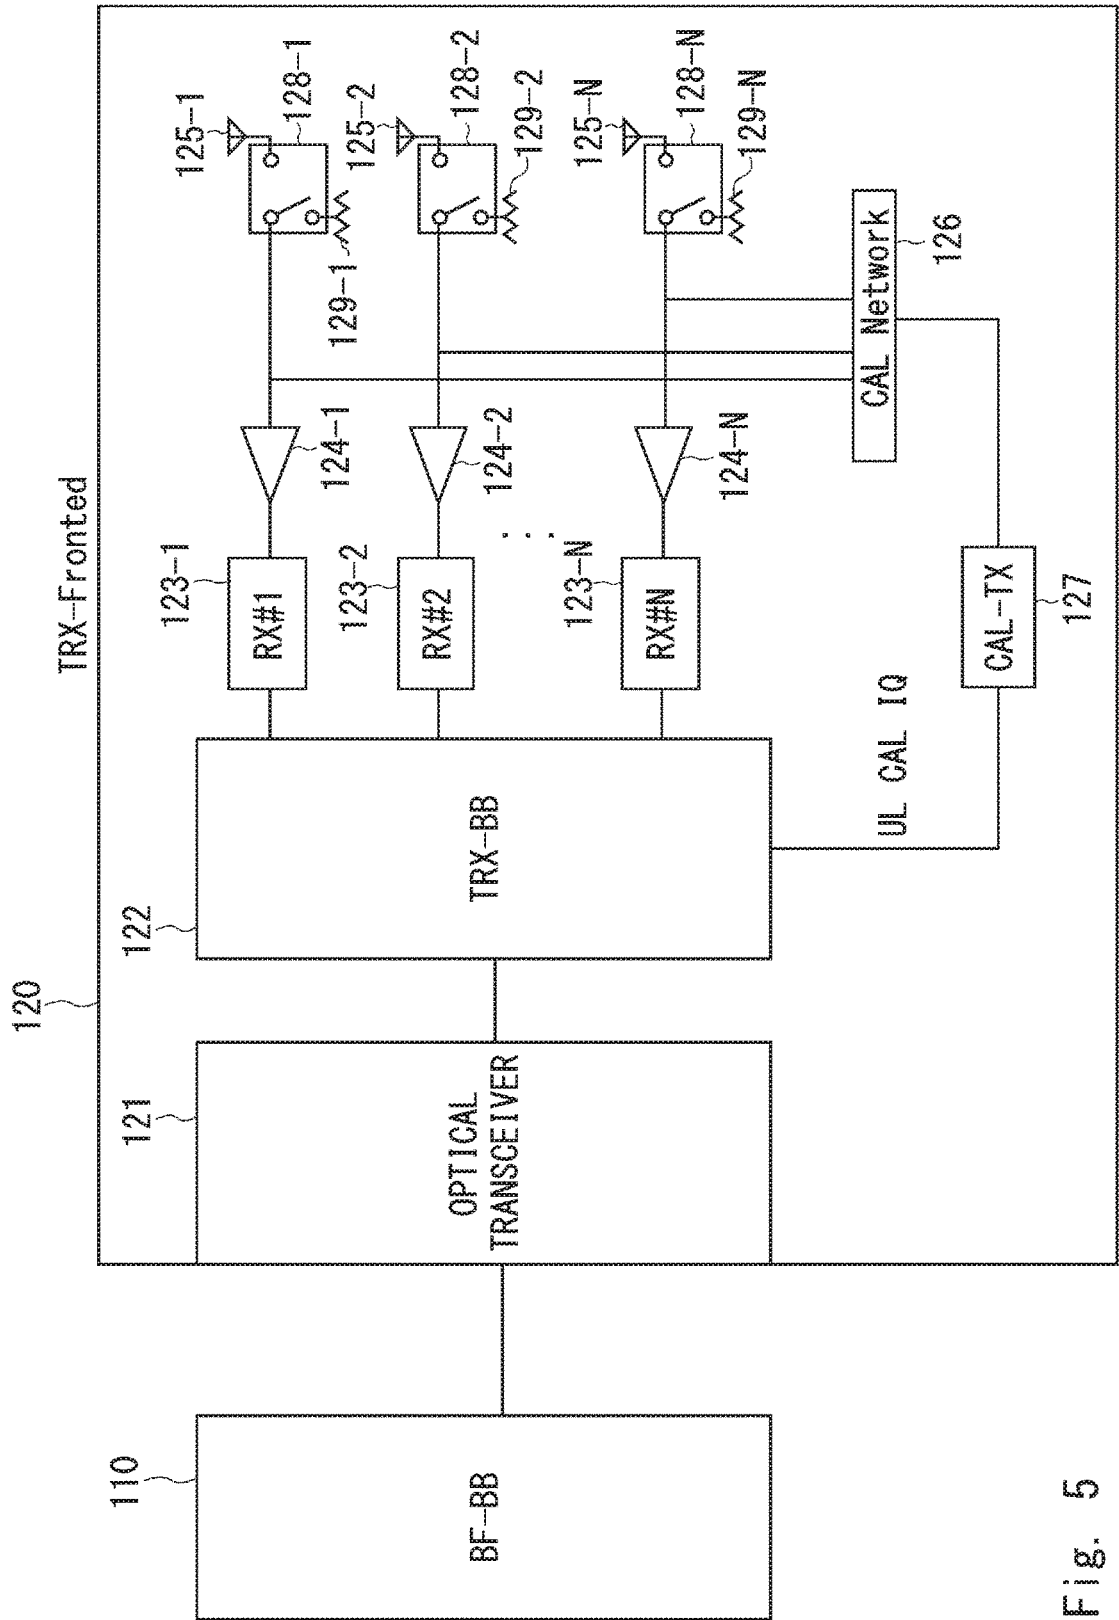 TRX-Fronted
120
110
BF-BB
121
OPTICAL
TRANSCEIVER
122
TRX-BB
123-1
RX#1
124-1
125-1
128-1
129-1
123-2
RX#2
124-2
125-2
128-2
129-2
. . .
123-N
RX#N
124-N
125-N
128-N
129-N
CAL Network
126
UL CAL IQ
CAL-TX
127
Fig. 5